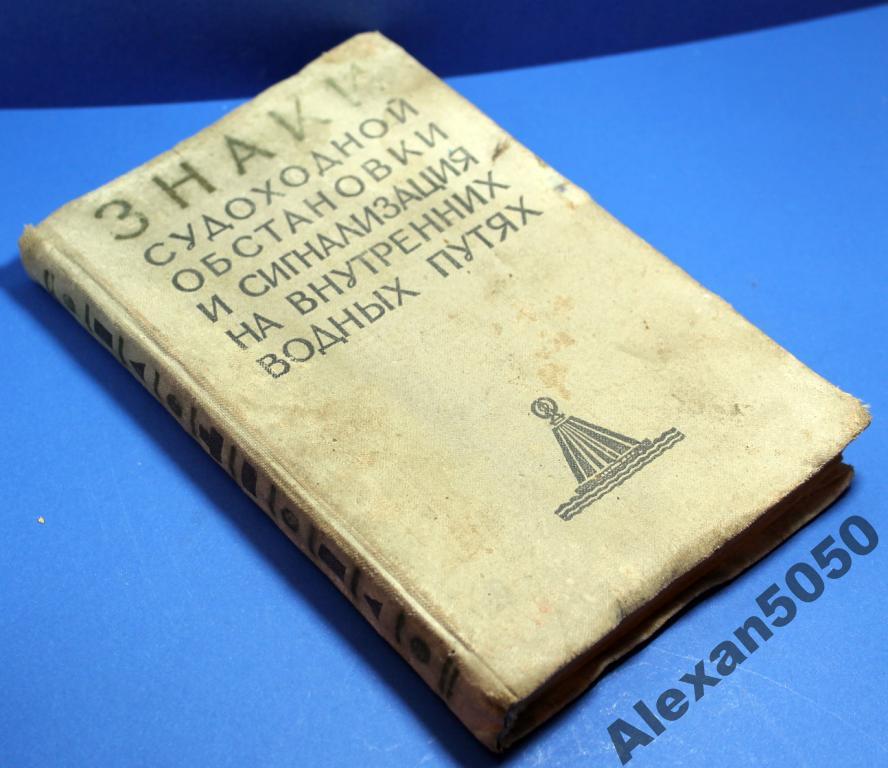 ЗНАКИ
СУДОХОДНОЙ
ОБСТАНОВКИ
И СИГНАЛИЗАЦИЯ
НА ВНУТРЕННИХ
ВОДНЫХ ПУТЯХ
Alexan5050